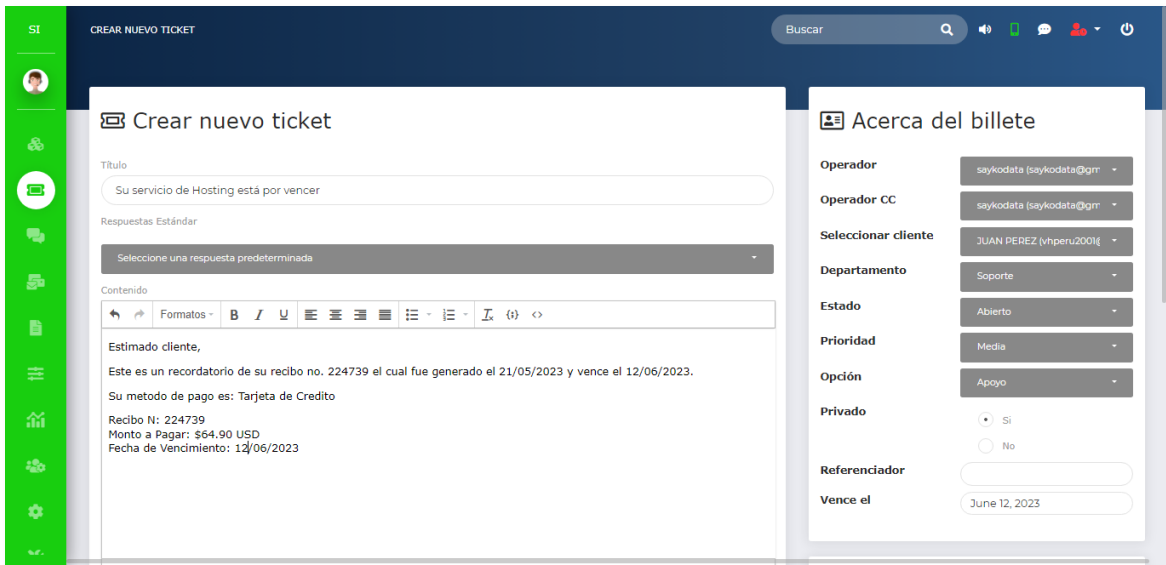 SI
CREAR NUEVO TICKET
Buscar
Crear nuevo ticket
Título
Su servicio de Hosting está por vencer
Respuestas Estándar
Seleccione una respuesta predeterminada
Contenido
Formatos
B I U
Estimado cliente,
Este es un recordatorio de su recibo no. 224739 el cual fue generado el 21/05/2023 y vence el 12/06/2023.
Su metodo de pago es: Tarjeta de Credito
Recibo N: 224739
Monto a Pagar: $64.90 USD
Fecha de Vencimiento: 12/06/2023
Acerca del billete
Operador
saykodata (saykodata@gm
Operador CC
saykodata (saykodata@gm
Seleccionar cliente
JUAN PEREZ (vhperu2001@
Departamento
Soporte
Estado
Abierto
Prioridad
Media
Opción
Apoyo
Privado
Si
No
Referenciador
Vence el
June 12, 2023